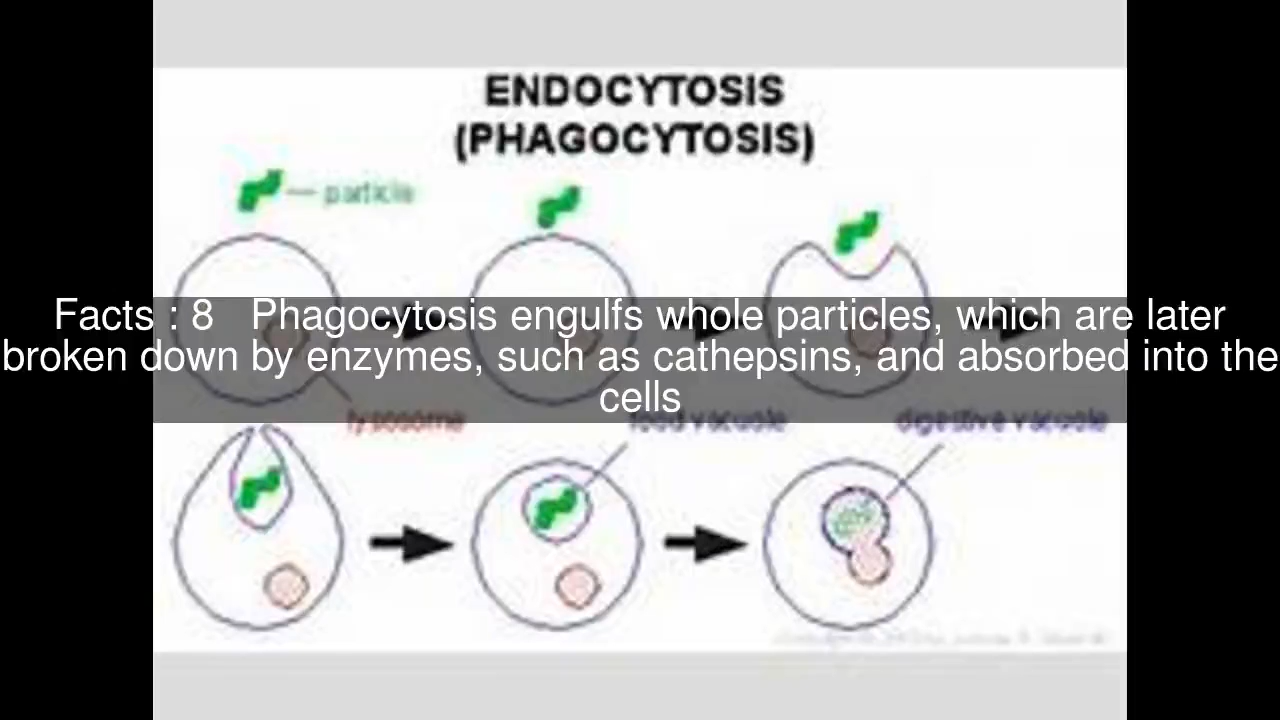 ENDOCYTOSIS
(PHAGOCYTOSIS)
particle
Facts : 8 Phagocytosis engulfs whole particles, which are later
broken down by enzymes, such as cathepsins, and absorbed into the
cells
lysosome food vacuole digestive vacuole